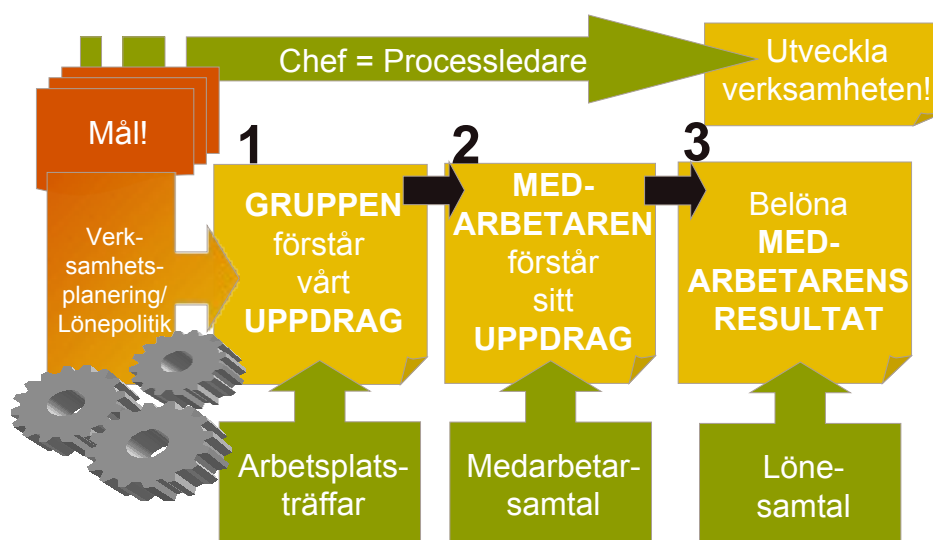 Chef = Processledare
Utveckla
verksamheten!
Mål!
Verk-
samhets-
planering/
Lönepolitik
1
GRUPPEN
förstår
vårt
UPPDRAG
2
MED-
ARBETAREN
förstår
sitt
UPPDRAG
3
Belöna
MED-
ARBETARENS
RESULTAT
Arbetsplats-
träffar
Medarbetar-
samtal
Löne-
samtal